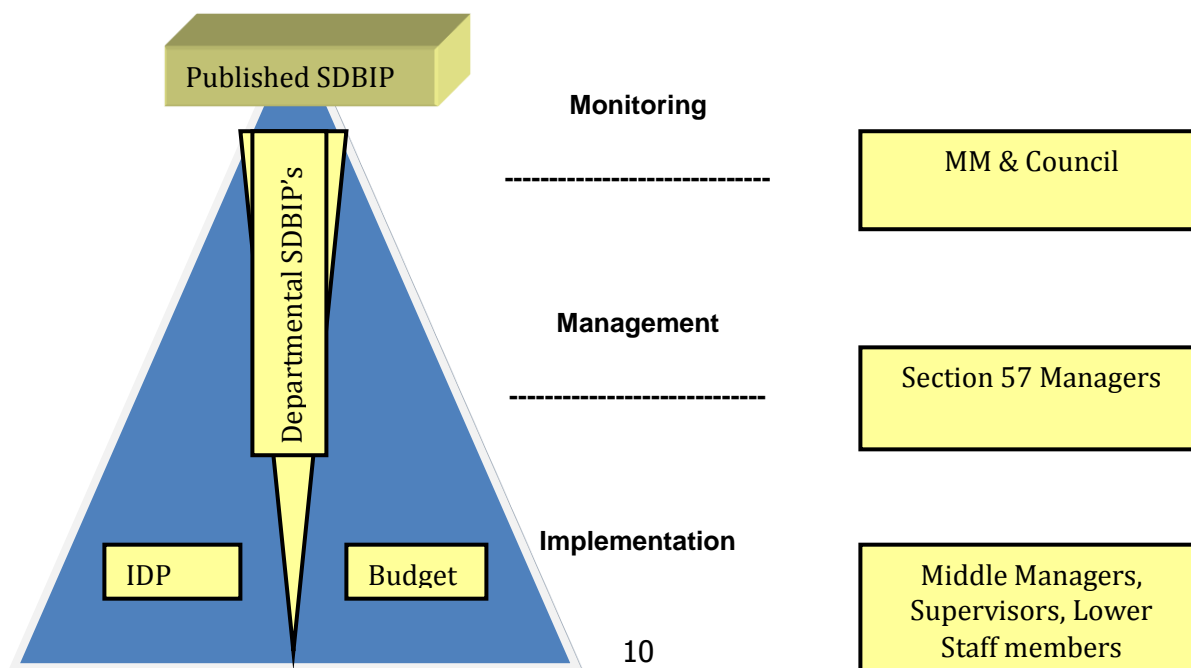 Published SDBIP
Monitoring
MM & Council
Departmental SDBIP’s
Management
Section 57 Managers
Implementation
IDP
Budget
Middle Managers,
Supervisors, Lower
Staff members
10